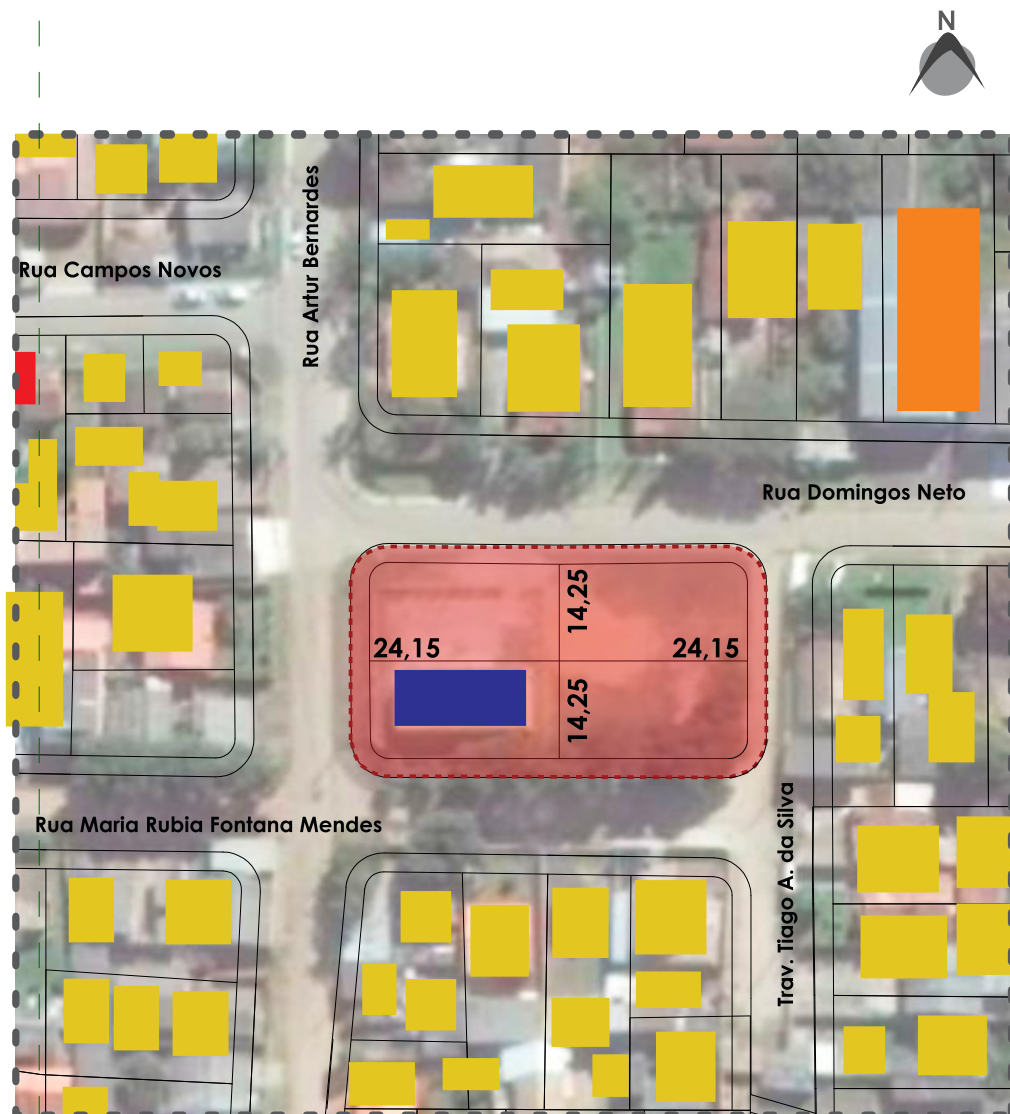 N
Rua Artur Bernardes
Rua Campos Novos
Rua Domingos Neto
14,25
24,15
24,15
14,25
Rua Maria Rubia Fontana Mendes
Trav. Tiago A. da Silva